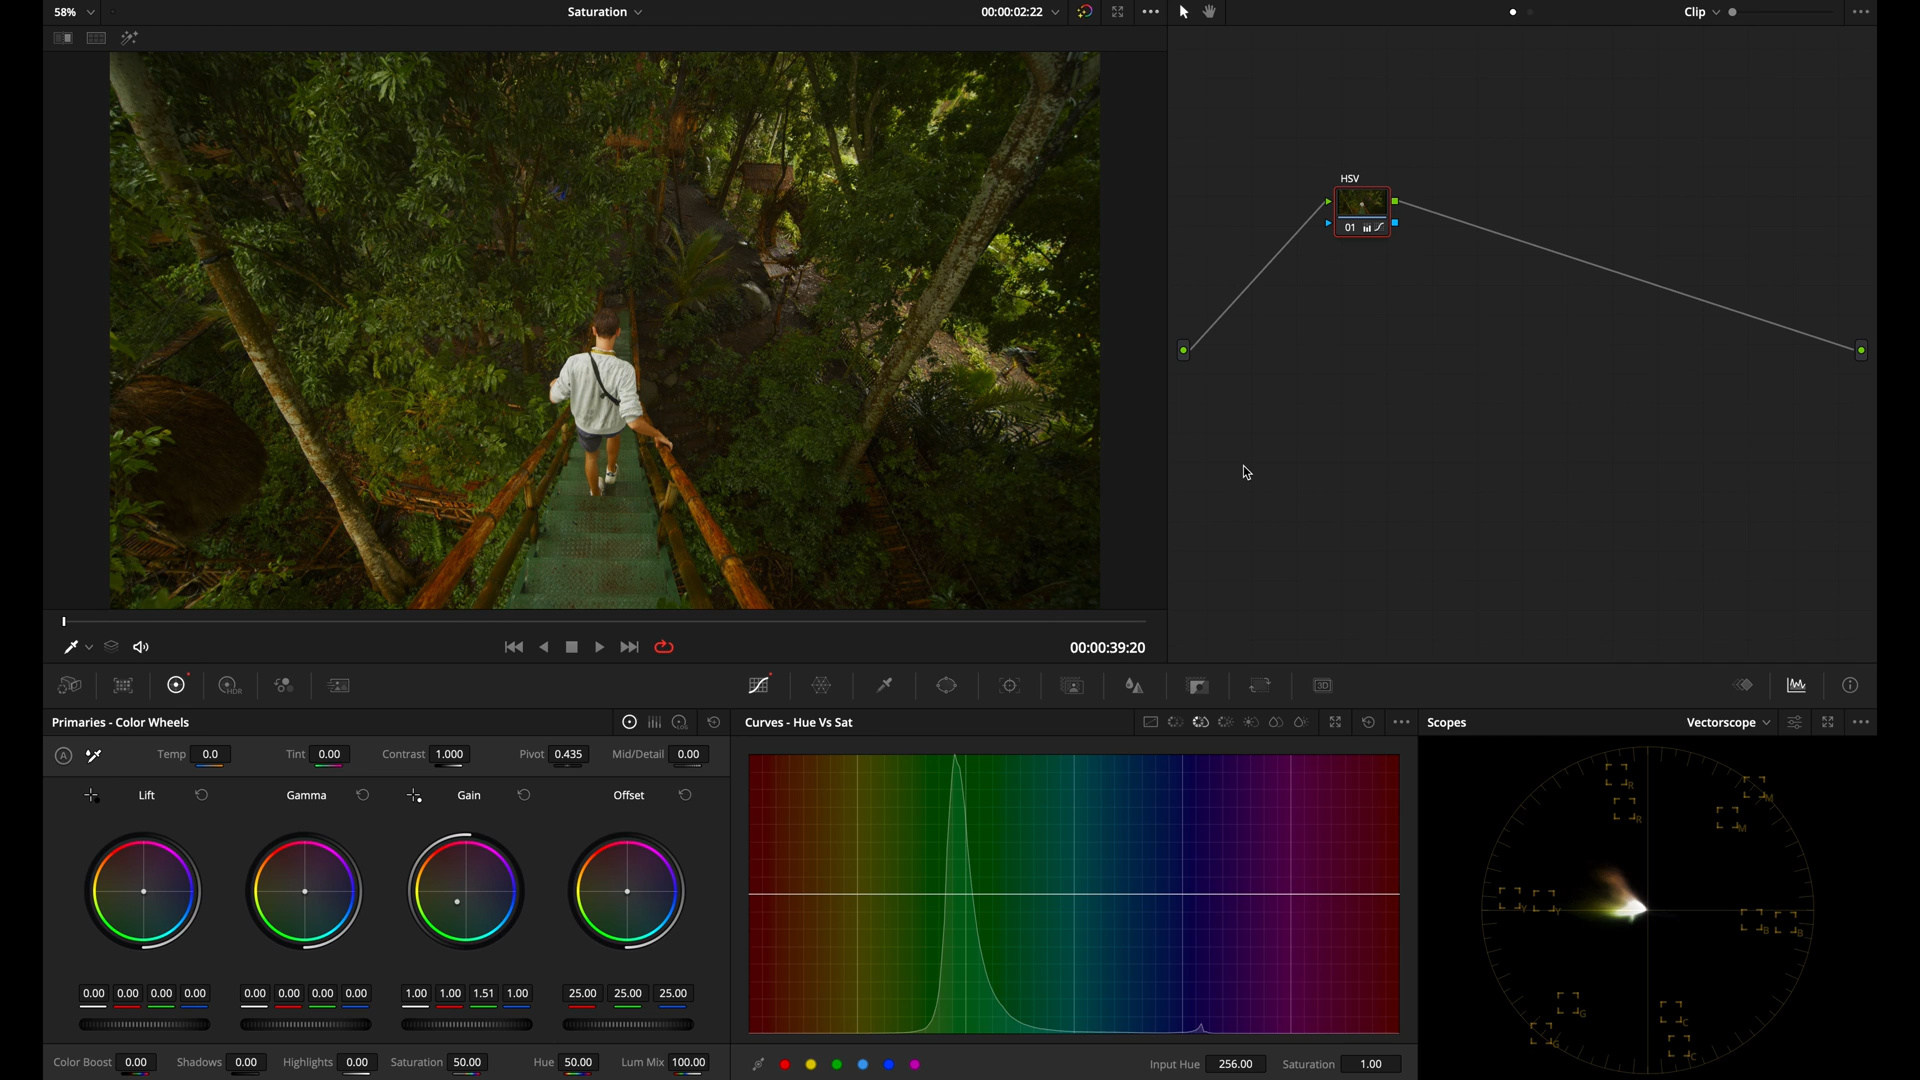 58%
Saturation
00:00:02:22
Clip
HSV
01
00:00:39:20
HDR
3D
Primaries - Color Wheels
Curves - Hue Vs Sat
Scopes
Vectorscope
LOG
A
Temp 0.0
Tint 0.00
Contrast 1.000
Pivot 0.435
Mid/Detail 0.00
Lift
Gamma
Gain
Offset
0.00 0.00 0.00 0.00
0.00 0.00 0.00 0.00
1.00 1.00 1.51 1.00
25.00 25.00 25.00
Color Boost 0.00
Shadows 0.00
Highlights 0.00
Saturation 50.00
Hue 50.00
Lum Mix 100.00
Input Hue 256.00
Saturation 1.00
R
M
R
M
Y
Y
B
B
G
C
G
C